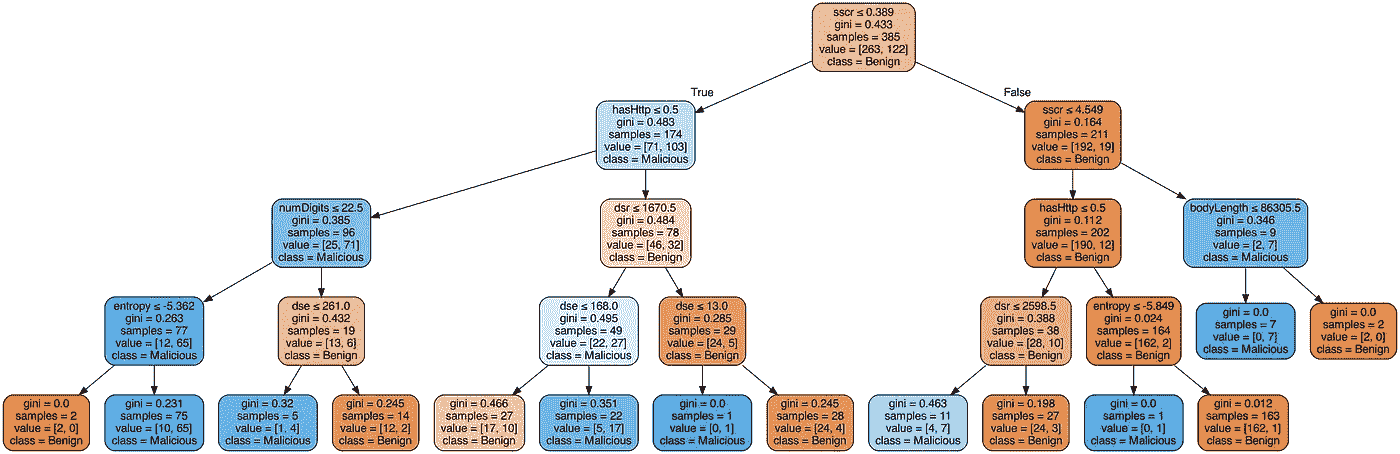 sscr ≤ 0.389
gini = 0.433
samples = 385
value = [263, 122]
class = Benign
True
False
hasHttp ≤ 0.5
gini = 0.483
samples = 174
value = [71, 103]
class = Malicious
sscr ≤ 4.549
gini = 0.164
samples = 211
value = [192, 19]
class = Benign
numDigits ≤ 22.5
gini = 0.385
samples = 96
value = [25, 71]
class = Malicious
dsr ≤ 1670.5
gini = 0.484
samples = 78
value = [46, 32]
class = Benign
hasHttp ≤ 0.5
gini = 0.112
samples = 202
value = [190, 12]
class = Benign
bodyLength ≤ 86305.5
gini = 0.346
samples = 9
value = [2, 7]
class = Malicious
entropy ≤ -5.362
gini = 0.263
samples = 77
value = [12, 65]
class = Malicious
dse ≤ 261.0
gini = 0.432
samples = 19
value = [13, 6]
class = Benign
dse ≤ 168.0
gini = 0.495
samples = 49
value = [22, 27]
class = Malicious
dse ≤ 13.0
gini = 0.285
samples = 29
value = [24, 5]
class = Benign
dsr ≤ 2598.5
gini = 0.388
samples = 38
value = [28, 10]
class = Benign
entropy ≤ -5.849
gini = 0.024
samples = 164
value = [162, 2]
class = Benign
gini = 0.0
samples = 7
value = [0, 7]
class = Malicious
gini = 0.0
samples = 2
value = [2, 0]
class = Benign
gini = 0.0
samples = 2
value = [2, 0]
class = Benign
gini = 0.231
samples = 75
value = [10, 65]
class = Malicious
gini = 0.32
samples = 5
value = [1, 4]
class = Malicious
gini = 0.245
samples = 14
value = [12, 2]
class = Benign
gini = 0.466
samples = 27
value = [17, 10]
class = Benign
gini = 0.351
samples = 22
value = [5, 17]
class = Malicious
gini = 0.0
samples = 1
value = [0, 1]
class = Malicious
gini = 0.245
samples = 28
value = [24, 4]
class = Benign
gini = 0.463
samples = 11
value = [4, 7]
class = Malicious
gini = 0.198
samples = 27
value = [24, 3]
class = Benign
gini = 0.0
samples = 1
value = [0, 1]
class = Malicious
gini = 0.012
samples = 163
value = [162, 1]
class = Benign